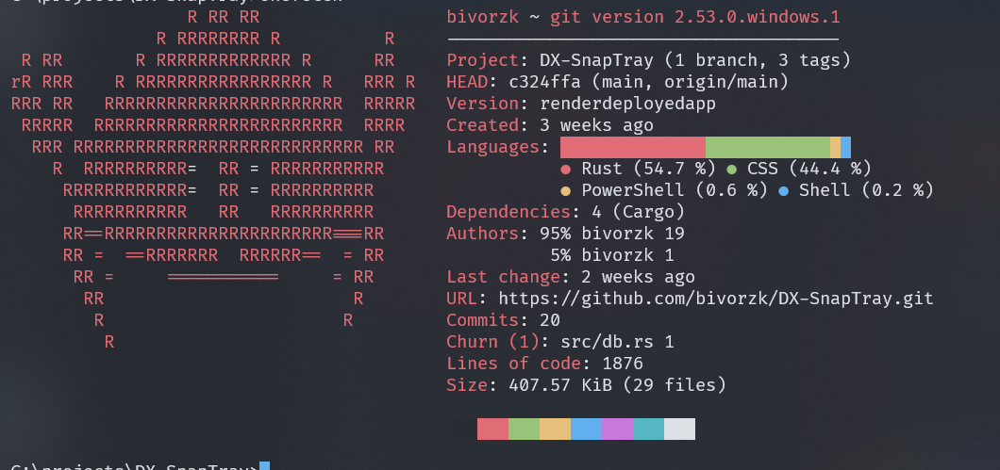 R RR RR
R RRRRRRRR R R
R RR R RRRRRRRRRRRRRR R RR
rR RRR R RRRRRRRRRRRRRRRRR R RRR R
RRR RR RRRRRRRRRRRRRRRRRRRRRRR RRRRR
RRRRR RRRRRRRRRRRRRRRRRRRRRRRR RRRR
RRR RRRRRRRRRRRRRRRRRRRRRRRRRRRR RR
R RRRRRRRRRR= RR = RRRRRRRRRRR
RRRRRRRRRRRR= RR = RRRRRRRRRR
RRRRRRRRRRR RR RRRRRRRRRR
RR==RRRRRRRRRRRRRRRRRRRRRR===RR
RR = ==RRRRRRR RRRRRR== = RR
RR = =========== = RR
RR R
R R
R
bivorzk ~ git version 2.53.0.windows.1
Project: DX-SnapTray (1 branch, 3 tags)
HEAD: c324ffa (main, origin/main)
Version: renderdeployedapp
Created: 3 weeks ago
Languages:
● Rust (54.7 %) ● CSS (44.4 %)
● PowerShell (0.6 %) ● Shell (0.2 %)
Dependencies: 4 (Cargo)
Authors: 95% bivorzk 19
5% bivorzk 1
Last change: 2 weeks ago
URL: https://github.com/bivorzk/DX-SnapTray.git
Commits: 20
Churn (1): src/db.rs 1
Lines of code: 1876
Size: 407.57 KiB (29 files)
C:\projects\DX-SnapTray>